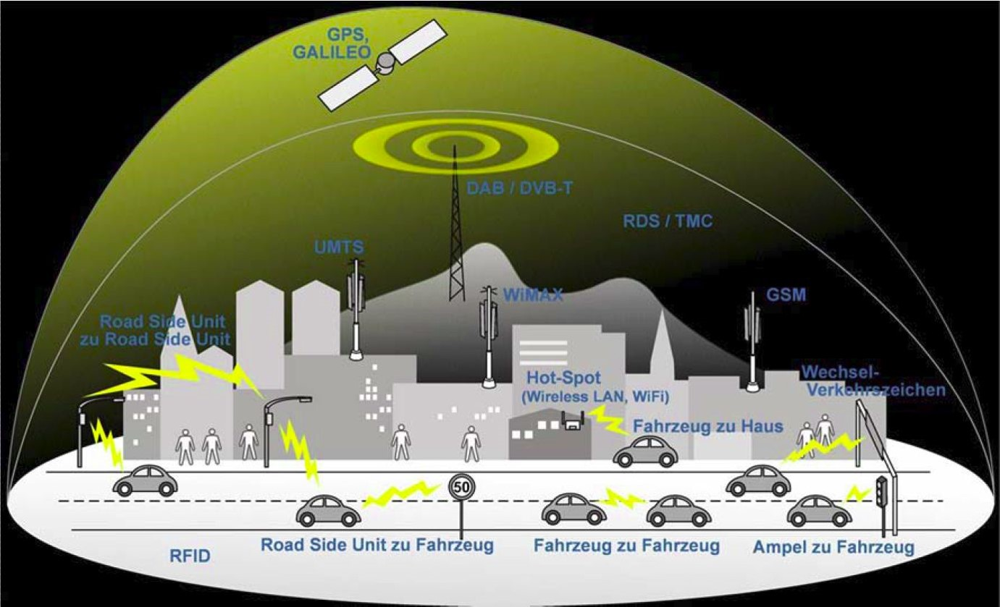 GPS,
GALILEO
DAB / DVB-T
RDS / TMC
UMTS
WiMAX
GSM
Road Side Unit
zu Road Side Unit
Hot-Spot
(Wireless LAN, WiFi)
Wechsel-
Verkehrszeichen
Fahrzeug zu Haus
50
Road Side Unit zu Fahrzeug
Fahrzeug zu Fahrzeug
Ampel zu Fahrzeug
RFID